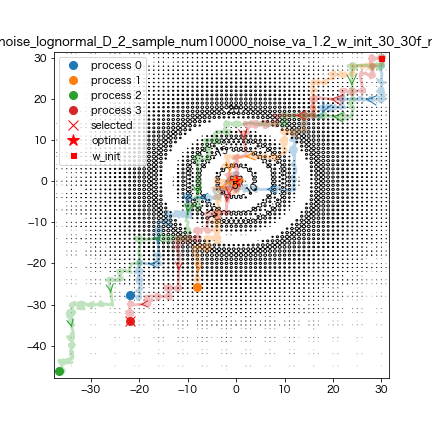 noise_lognormal_D_2_sample_num10000_noise_va_1.2_w_init_30_30f_r
process 0
process 1
process 2
process 3
selected
optimal
w_init
30
20
10
0
−10
−20
−30
−40
−30 −20 −10 0 10 20 30